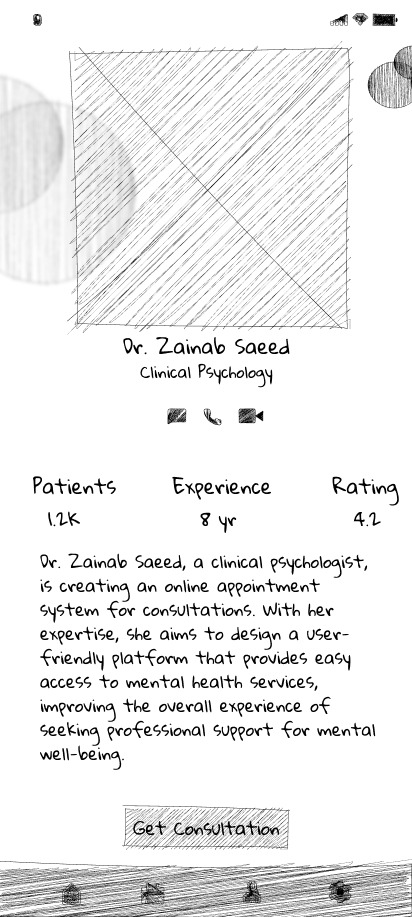 Dr. Zainab Saeed
Clinical Psychology
Patients Experience Rating
1.2K 8 yr 4.2
Dr. Zainab Saeed, a clinical psychologist,
is creating an online appointment
system for consultations. With her
expertise, she aims to design a user-
friendly platform that provides easy
access to mental health services,
improving the overall experience of
seeking professional support for mental
well-being.
Get Consultation